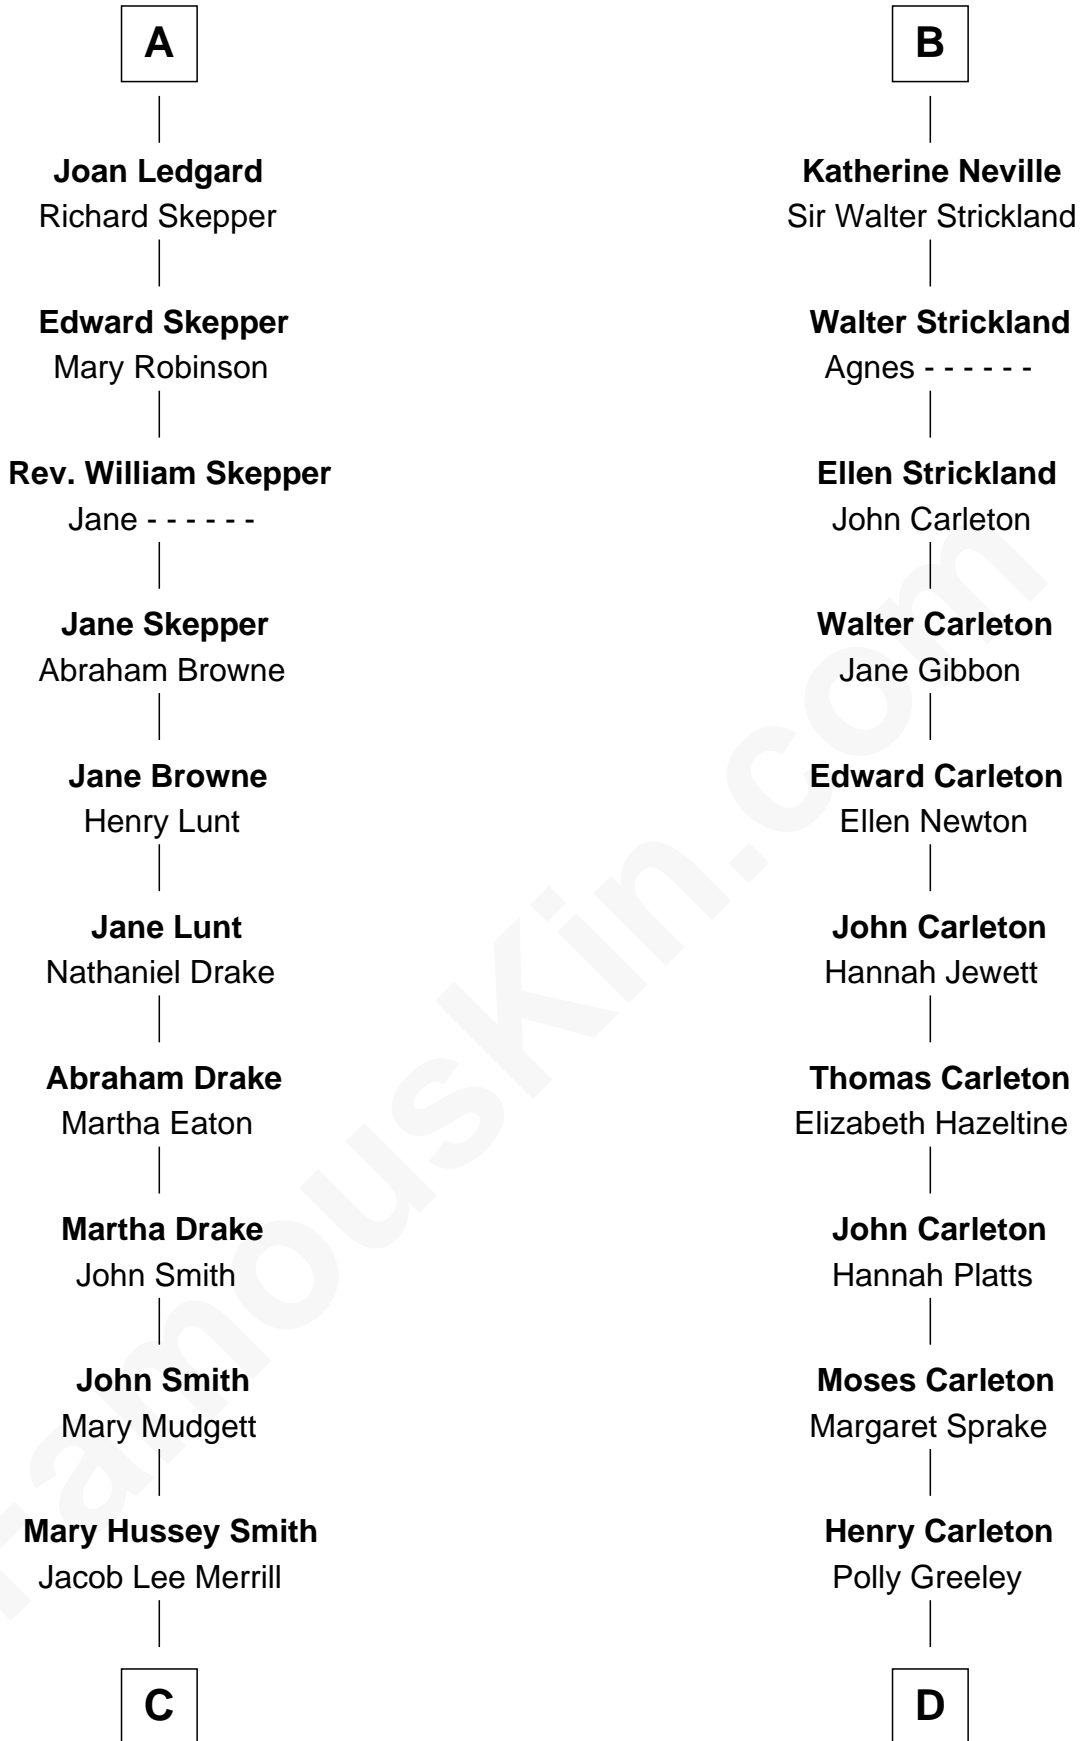 A
Joan Ledgard
Richard Skepper
Edward Skepper
Mary Robinson
Rev. William Skepper
Jane - - - - - -
Jane Skepper
Abraham Browne
Jane Browne
Henry Lunt
Jane Lunt
Nathaniel Drake
Abraham Drake
Martha Eaton
Martha Drake
John Smith
John Smith
Mary Mudgett
Mary Hussey Smith
Jacob Lee Merrill
C
B
Katherine Neville
Sir Walter Strickland
Walter Strickland
Agnes - - - - - -
Ellen Strickland
John Carleton
Walter Carleton
Jane Gibbon
Edward Carleton
Ellen Newton
John Carleton
Hannah Jewett
Thomas Carleton
Elizabeth Hazeltine
John Carleton
Hannah Platts
Moses Carleton
Margaret Sprake
Henry Carleton
Polly Greeley
D
FamousKin.com